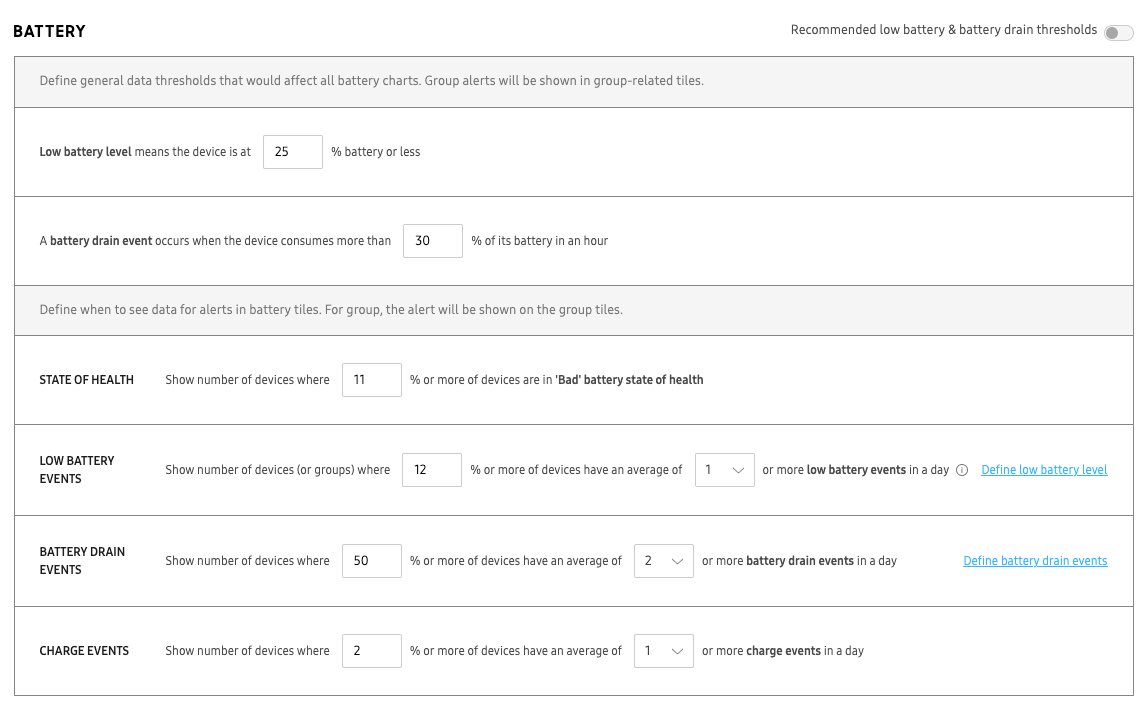 BATTERY
Recommended low battery & battery drain thresholds
Define general data thresholds that would affect all battery charts. Group alerts will be shown in group-related tiles.
Low battery level means the device is at 25 % battery or less
A battery drain event occurs when the device consumes more than 30 % of its battery in an hour
Define when to see data for alerts in battery tiles. For group, the alert will be shown on the group tiles.
STATE OF HEALTH Show number of devices where 11 % or more of devices are in 'Bad' battery state of health
LOW BATTERY
EVENTS
Show number of devices (or groups) where 12 % or more of devices have an average of 1 or more low battery events in a day Define low battery level
BATTERY DRAIN
EVENTS
Show number of devices where 50 % or more of devices have an average of 2 or more battery drain events in a day Define battery drain events
CHARGE EVENTS Show number of devices where 2 % or more of devices have an average of 1 or more charge events in a day